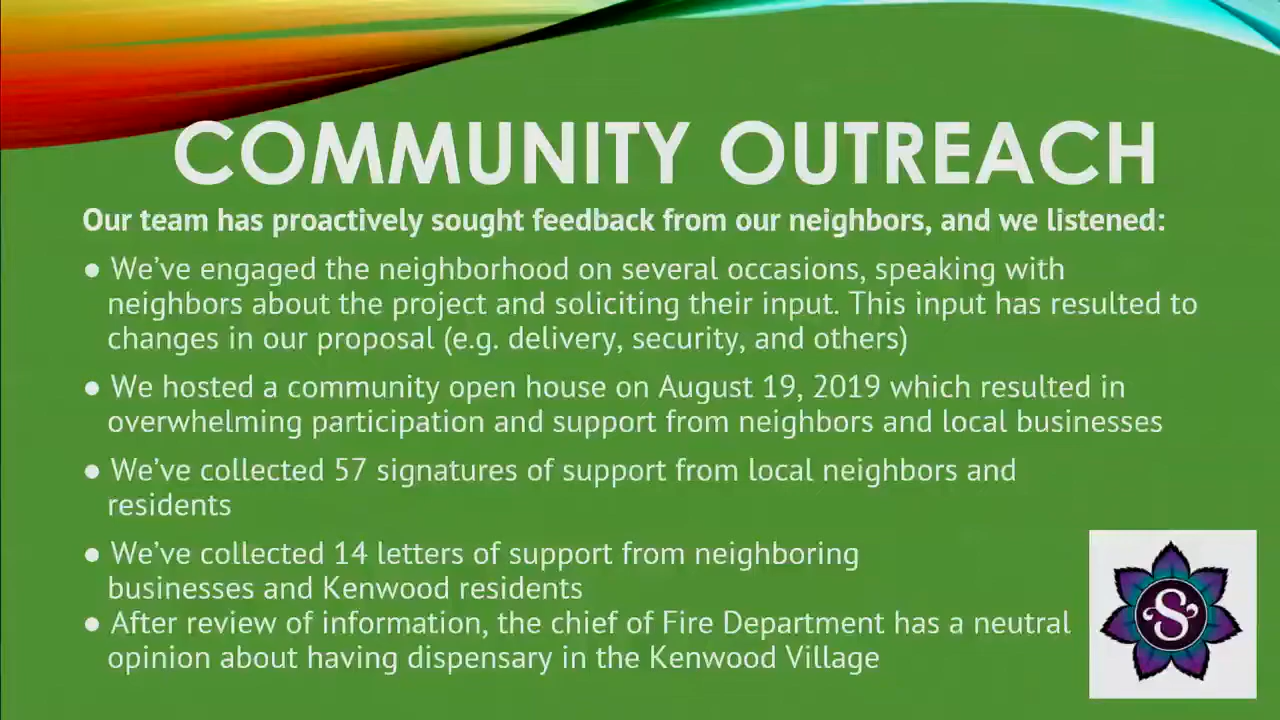 COMMUNITY OUTREACH
Our team has proactively sought feedback from our neighbors, and we listened:
● We've engaged the neighborhood on several occasions, speaking with
neighbors about the project and soliciting their input. This input has resulted to
changes in our proposal (e.g. delivery, security, and others)
● We hosted a community open house on August 19, 2019 which resulted in
overwhelming participation and support from neighbors and local businesses
● We've collected 57 signatures of support from local neighbors and
residents
● We've collected 14 letters of support from neighboring
businesses and Kenwood residents
● After review of information, the chief of Fire Department has a neutral
opinion about having dispensary in the Kenwood Village
S